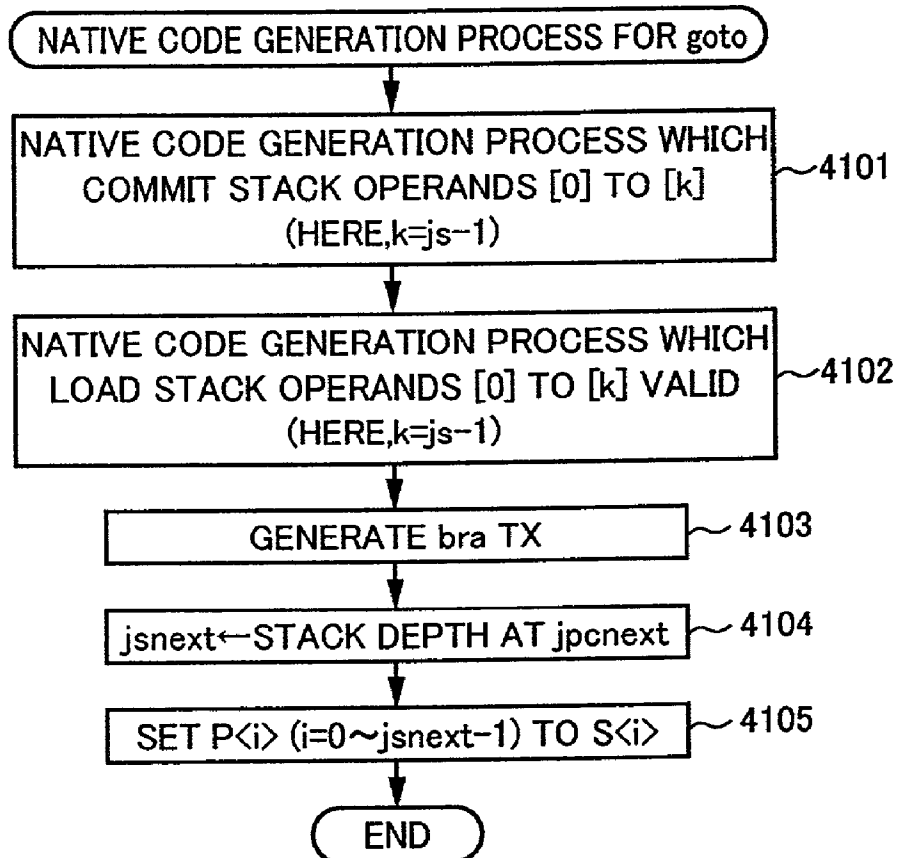 NATIVE CODE GENERATION PROCESS FOR goto
NATIVE CODE GENERATION PROCESS WHICH
COMMIT STACK OPERANDS [0] TO [k]
(HERE,k=js-1)
4101
NATIVE CODE GENERATION PROCESS WHICH
LOAD STACK OPERANDS [0] TO [k] VALID
(HERE,k=js-1)
4102
GENERATE bra TX
4103
jsnext←STACK DEPTH AT jpcnext
4104
SET P<i> (i=0~jsnext-1) TO S<i>
4105
END